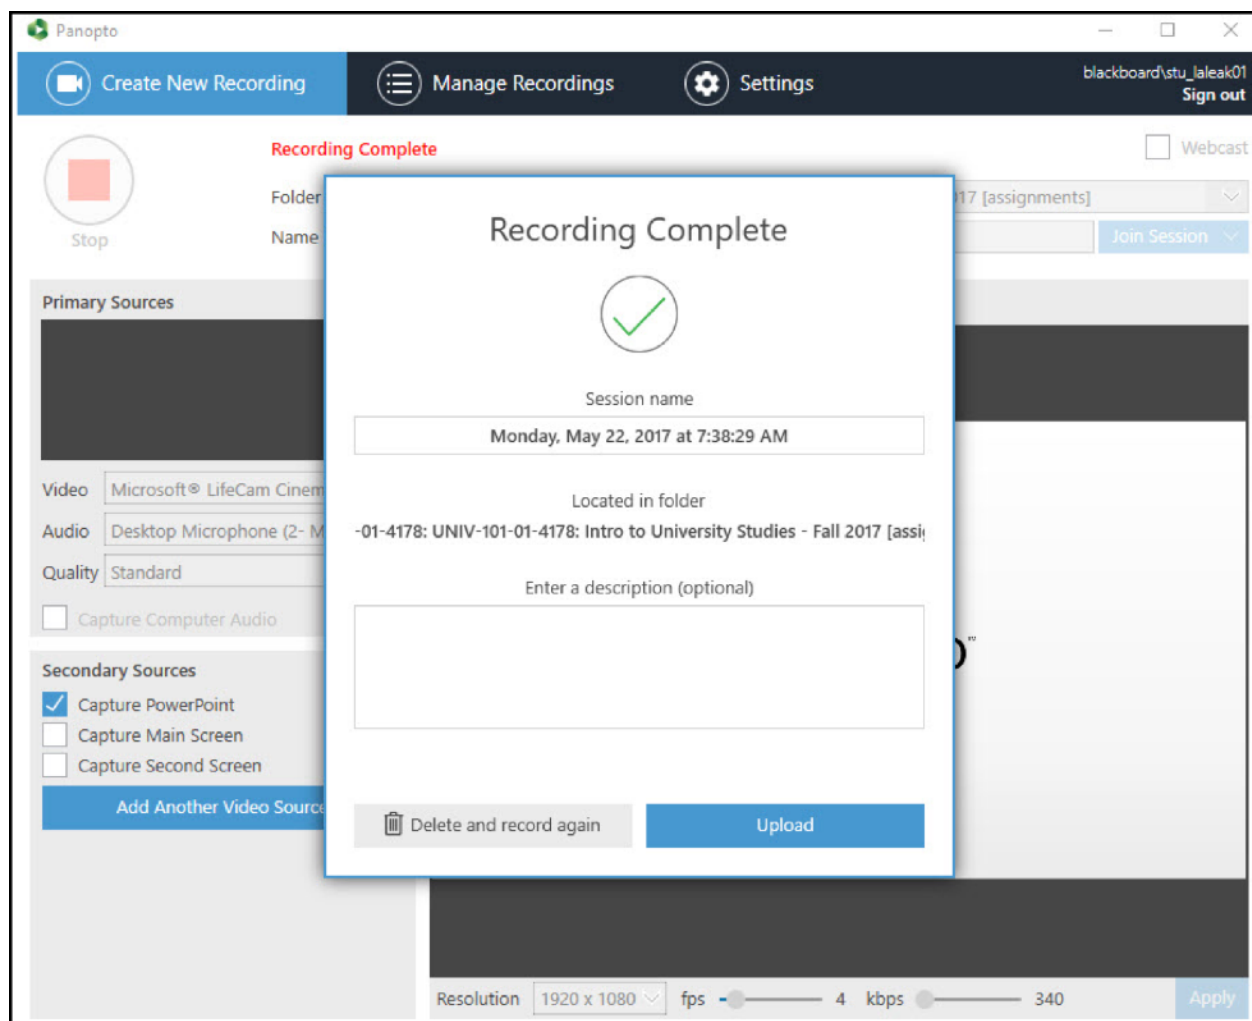 Panopto
Create New Recording
Manage Recordings
Settings
blackboard\stu_laleak01
Sign out
Stop
Recording Complete
Webcast
Folder
17 [assignments]
Name
Join Session
Primary Sources
Video
Microsoft® LifeCam Cinem
Audio
Desktop Microphone (2- M
Quality
Standard
Capture Computer Audio
Secondary Sources
Capture PowerPoint
Capture Main Screen
Capture Second Screen
Add Another Video Source
Recording Complete
Session name
Monday, May 22, 2017 at 7:38:29 AM
Located in folder
-01-4178: UNIV-101-01-4178: Intro to University Studies - Fall 2017 [assi
Enter a description (optional)
Delete and record again
Upload
Resolution
1920 x 1080
fps
4
kbps
340
Apply